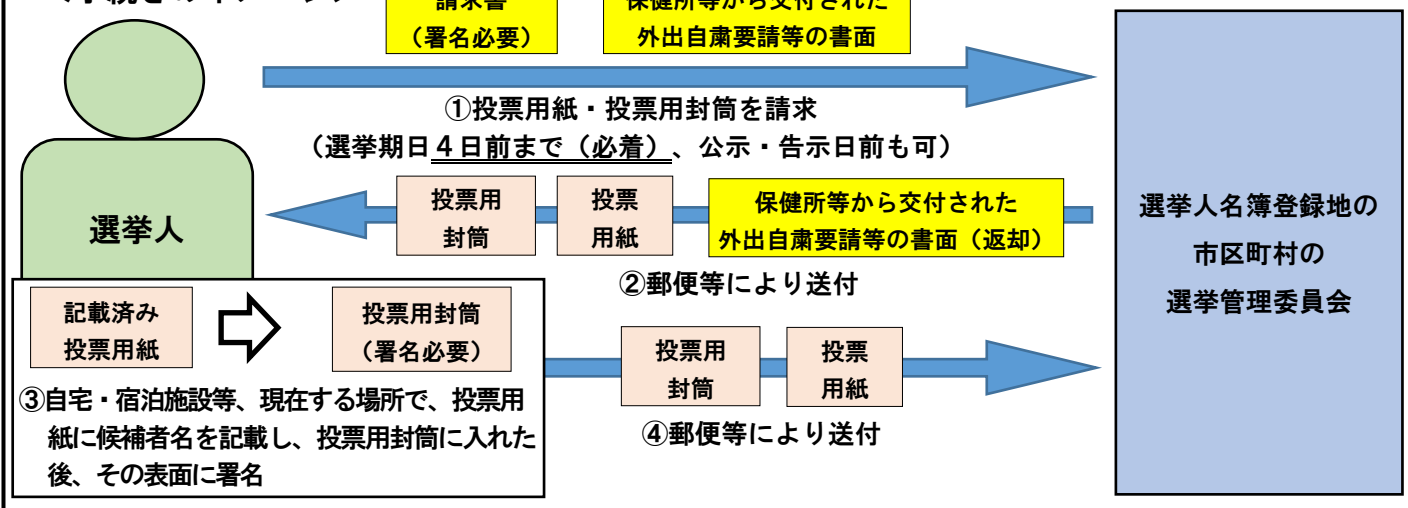 請求書
（署名必要）
保健所等から交付された
外出自粛要請等の書面
①投票用紙・投票用封筒を請求
（選挙期日４日前まで（必着）、公示・告示日前も可）
選挙人
投票用
封筒
投票
用紙
保健所等から交付された
外出自粛要請等の書面（返却）
②郵便等により送付
記載済み
投票用紙
投票用封筒
（署名必要）
③自宅・宿泊施設等、現在する場所で、投票用
紙に候補者名を記載し、投票用封筒に入れた
後、その表面に署名
投票用
封筒
投票
用紙
④郵便等により送付
選挙人名簿登録地の
市区町村の
選挙管理委員会